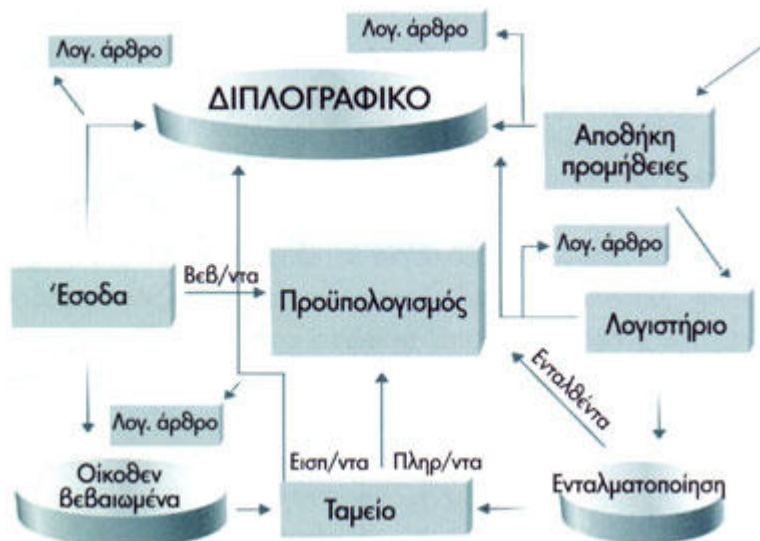 Λογ. άρθρο
Λογ. άρθρο
ΔΙΠΛΟΓΡΑΦΙΚΟ
Αποθήκη
προμήθειες
Λογ. άρθρο
Βεβ/ντα
Έσοδα
Προϋπολογισμός
Λογιστήριο
Ενταλθέντα
Λογ. άρθρο
Οίκοθεν
βεβαιωμένα
Εισπ/ντα
Πληρ/ντα
Ταμείο
Ενταλματοποίηση